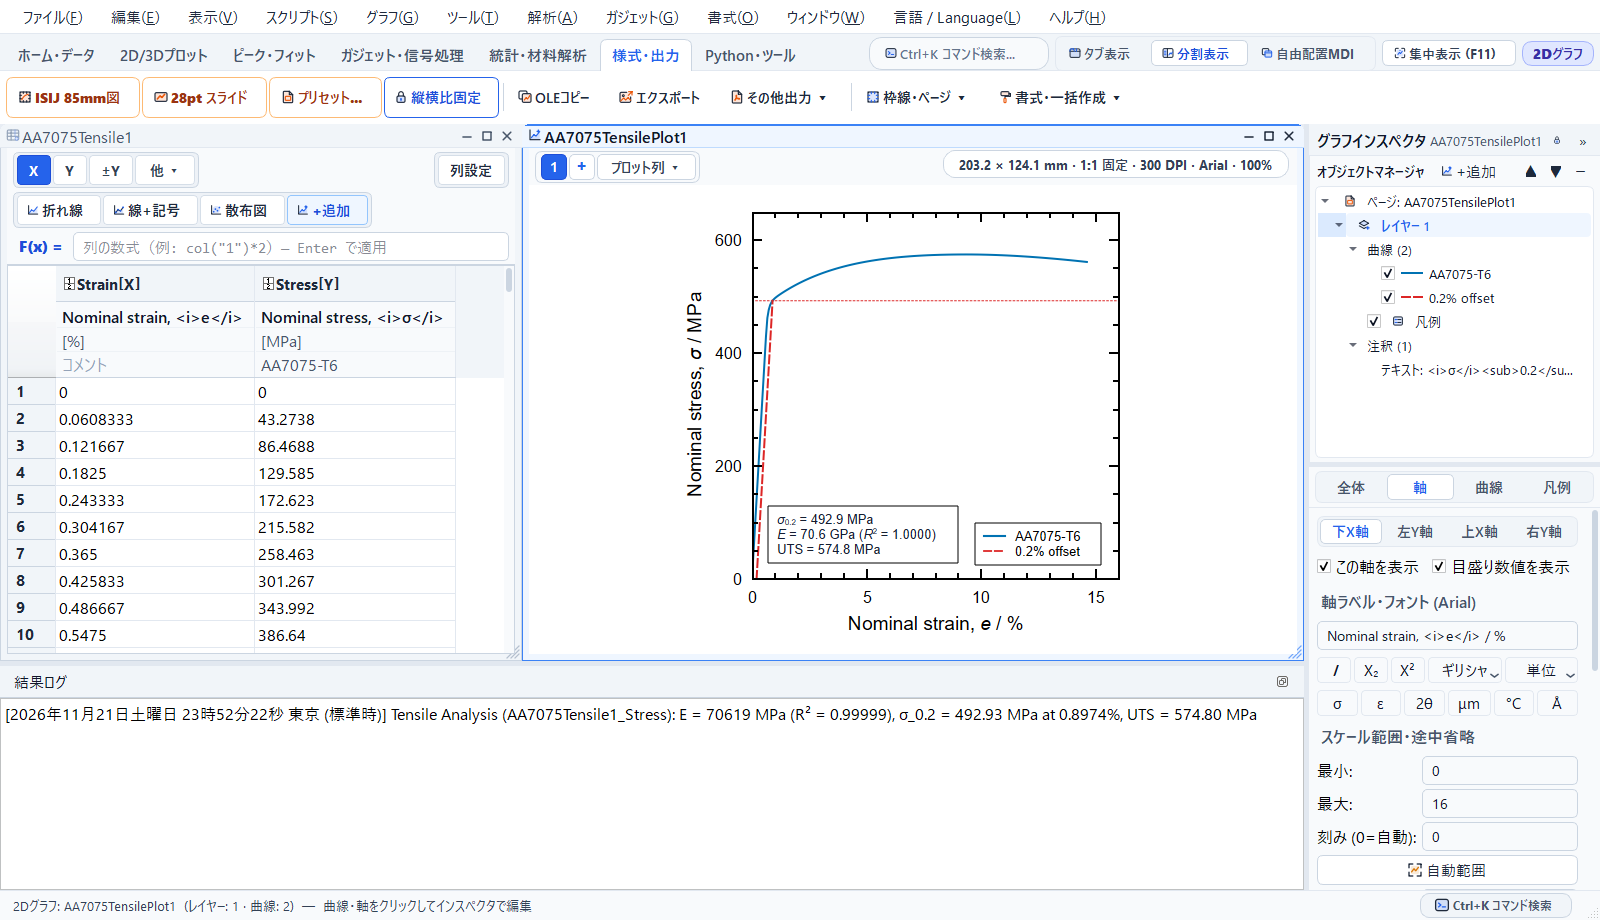 ファイル(F) 編集(E) 表示(V) スクリプト(S) グラフ(G) ツール(T) 解析(A) ガジェット(G) 書式(O) ウィンドウ(W) 言語 / Language(L) ヘルプ(H)
ホーム・データ 2D/3Dプロット ピーク・フィット ガジェット・信号処理 統計・材料解析 様式・出力 Python・ツール Ctrl+K コマンド検索... タブ表示 分割表示 自由配置MDI 集中表示 (F11) 2Dグラフ
ISIJ 85mm図 28pt スライド プリセット... 縦横比固定 OLEコピー エクスポート その他出力 枠線・ページ 書式・一括作成
AA7075Tensile1
X Y ±Y 他 列設定
折れ線 線+記号 散布図 +追加
F(x) = 列の数式 (例: col("1")*2) — Enter で適用
Strain[X] Stress[Y]
Nominal strain, <i>e</i> Nominal stress, <i>σ</i>
[%] [MPa]
コメント AA7075-T6
1 0 0
2 0.0608333 43.2738
3 0.121667 86.4688
4 0.1825 129.585
5 0.243333 172.623
6 0.304167 215.582
7 0.365 258.463
8 0.425833 301.267
9 0.486667 343.992
10 0.5475 386.64
AA7075TensilePlot1
1 + プロット列 203.2 × 124.1 mm · 1:1 固定 · 300 DPI · Arial · 100%
600
400
200
0
0 5 10 15
Nominal stress, σ / MPa
Nominal strain, e / %
σ0.2 = 492.9 MPa
E = 70.6 GPa (R² = 1.0000)
UTS = 574.8 MPa
AA7075-T6
0.2% offset
グラフインスペクタ AA7075TensilePlot1 »
オブジェクトマネージャ +追加 ▲ ▼ −
ページ: AA7075TensilePlot1
レイヤー 1
曲線 (2)
AA7075-T6
0.2% offset
凡例
注釈 (1)
テキスト: <i>σ</i><sub>0.2</su...
全体 軸 曲線 凡例
下X軸 左Y軸 上X軸 右Y軸
この軸を表示 目盛り数値を表示
軸ラベル・フォント (Arial)
Nominal strain, <i>e</i> / %
I X₂ X² ギリシャ 単位
σ ε 2θ μm °C Å
スケール範囲・途中省略
最小: 0
最大: 16
刻み (0=自動): 0
自動範囲
結果ログ
[2026年11月21日土曜日 23時52分22秒 東京 (標準時)] Tensile Analysis (AA7075Tensile1_Stress): E = 70619 MPa (R² = 0.99999), σ_0.2 = 492.93 MPa at 0.8974%, UTS = 574.80 MPa
2Dグラフ: AA7075TensilePlot1 (レイヤー: 1 · 曲線: 2) — 曲線・軸をクリックしてインスペクタで編集 Ctrl+K コマンド検索